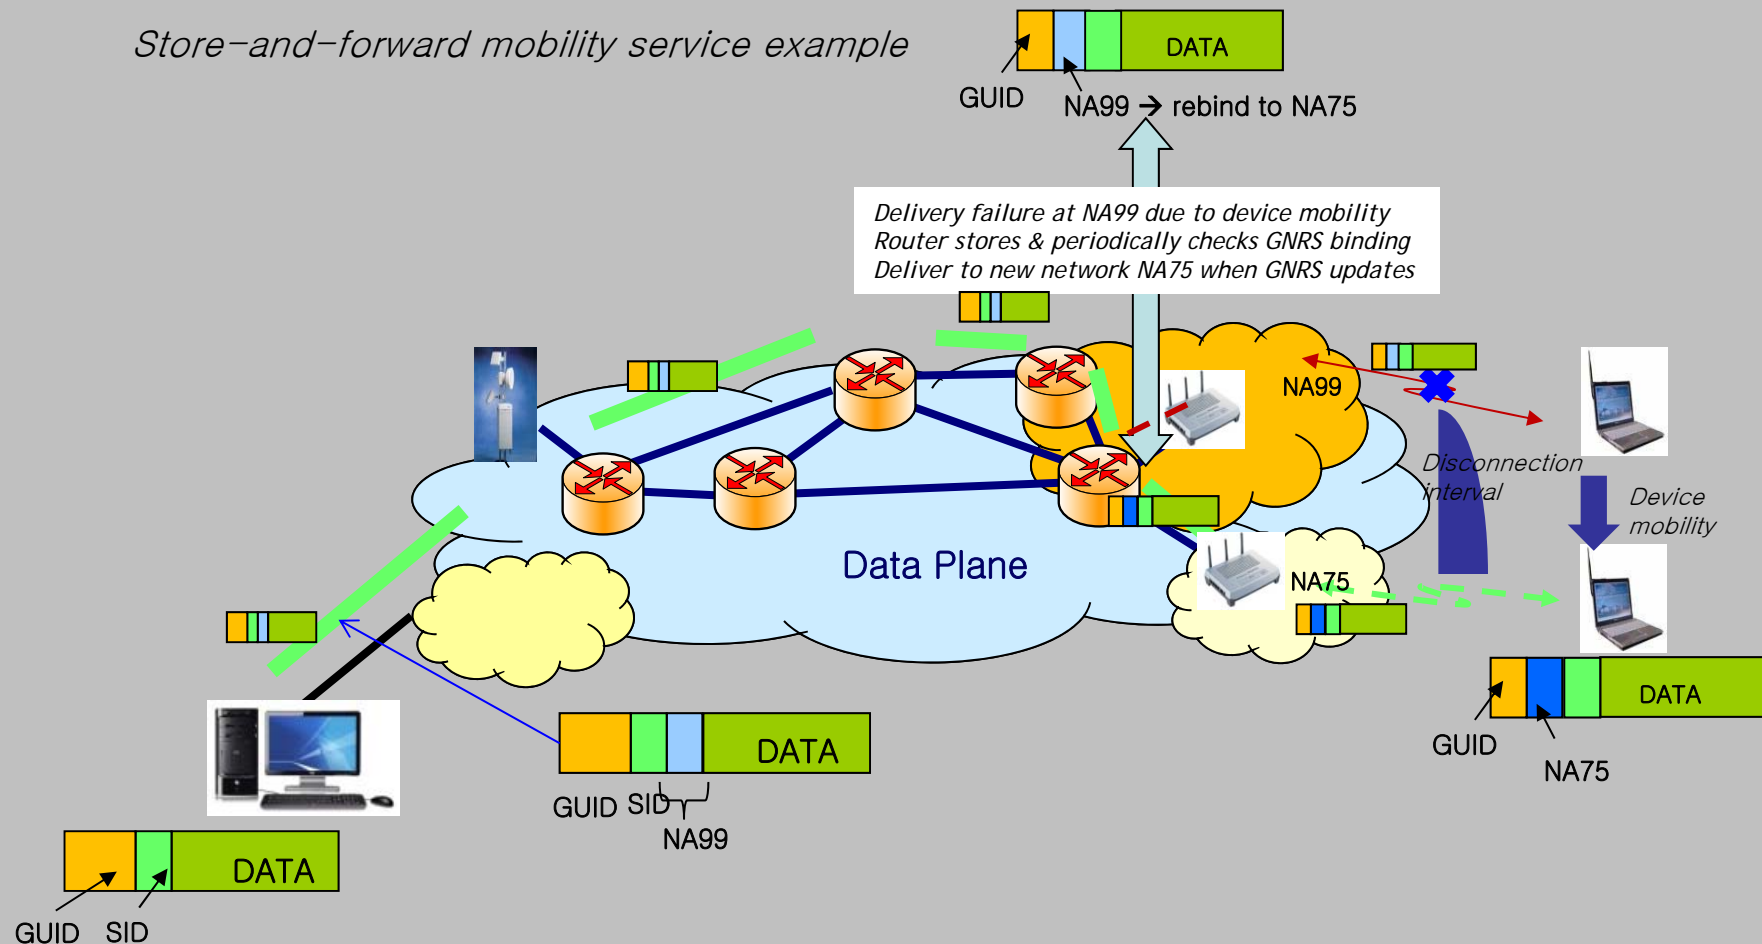 Store-and-forward mobility service example
DATA
GUID
NA99 → rebind to NA75
Delivery failure at NA99 due to device mobility
Router stores & periodically checks GNRS binding
Deliver to new network NA75 when GNRS updates
NA99
Disconnection
interval
Device
mobility
Data Plane
NA75
DATA
GUID
NA75
DATA
GUID SID
NA99
DATA
GUID SID